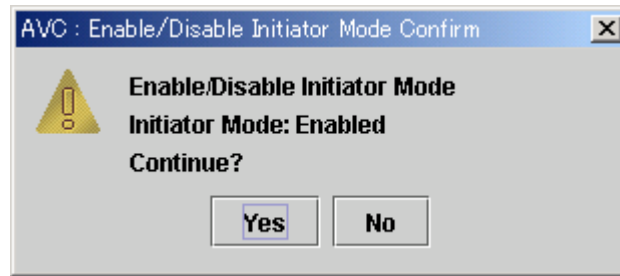 AVC : Enable/Disable Initiator Mode Confirm
Enable/Disable Initiator Mode
Initiator Mode: Enabled
Continue?
Yes No